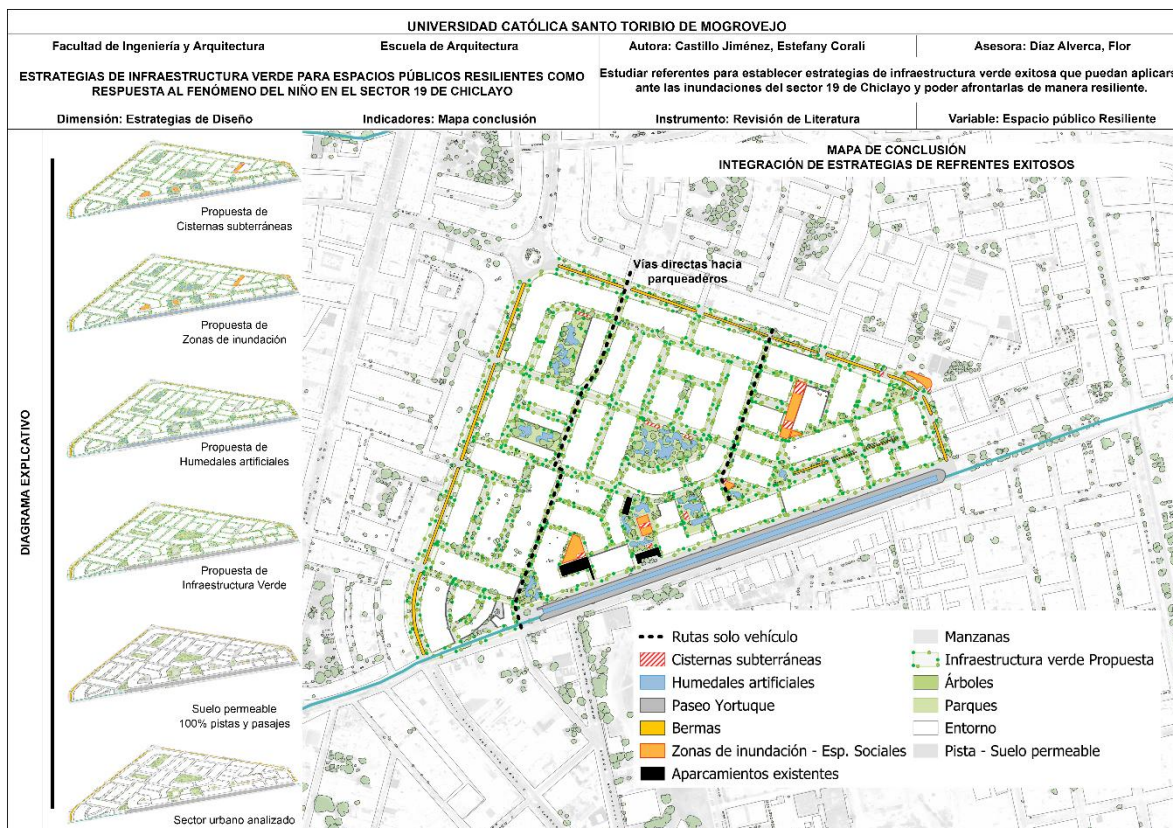 UNIVERSIDAD CATÓLICA SANTO TORIBIO DE MOGROVEJO
Facultad de Ingeniería y Arquitectura
Escuela de Arquitectura
Autora: Castillo Jiménez, Estefany Corali
Asesora: Díaz Alverca, Flor
ESTRATEGIAS DE INFRAESTRUCTURA VERDE PARA ESPACIOS PÚBLICOS RESILIENTES COMO
RESPUESTA AL FENÓMENO DEL NIÑO EN EL SECTOR 19 DE CHICLAYO
Estudiar referentes para establecer estrategias de infraestructura verde exitosa que puedan aplicars
ante las inundaciones del sector 19 de Chiclayo y poder afrontarlas de manera resiliente.
Dimensión: Estrategias de Diseño
Indicadores: Mapa conclusión
Instrumento: Revisión de Literatura
Variable: Espacio público Resiliente
DIAGRAMA EXPLCATIVO
Propuesta de
Cisternas subterráneas
Propuesta de
Zonas de inundación
Propuesta de
Humedales artificiales
Propuesta de
Infraestructura Verde
Suelo permeable
100% pistas y pasajes
Sector urbano analizado
MAPA DE CONCLUSIÓN
INTEGRACIÓN DE ESTRATEGIAS DE REFRENTES EXITOSOS
Vías directas hacia
parqueaderos
Rutas solo vehículo
Cisternas subterráneas
Humedales artificiales
Paseo Yortuque
Bermas
Zonas de inundación - Esp. Sociales
Aparcamientos existentes
Manzanas
Infraestructura verde Propuesta
Árboles
Parques
Entorno
Pista - Suelo permeable